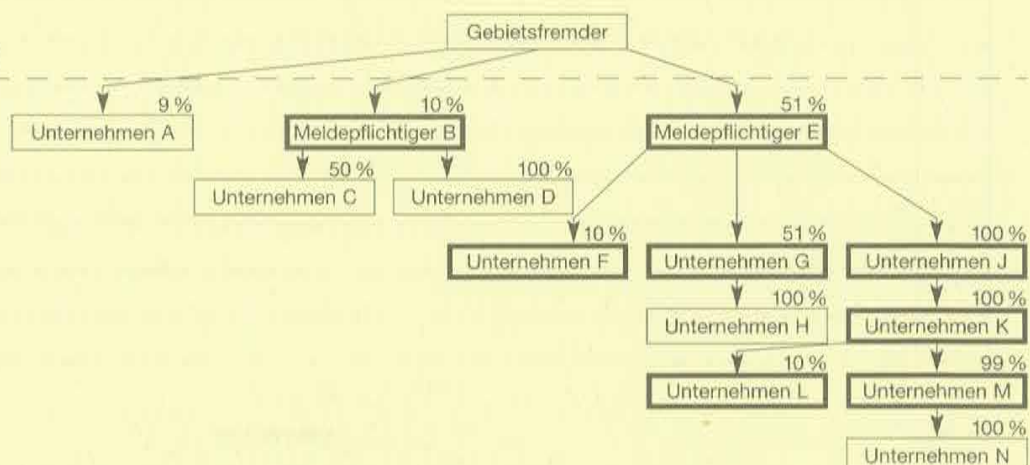 Gebietsfremder
9 %
10 %
51 %
Unternehmen A
Meldepflichtiger B
Meldepflichtiger E
50 %
100 %
Unternehmen C
Unternehmen D
10 %
51 %
100 %
Unternehmen F
Unternehmen G
Unternehmen J
100 %
100 %
Unternehmen H
Unternehmen K
10 %
99 %
Unternehmen L
Unternehmen M
100 %
Unternehmen N